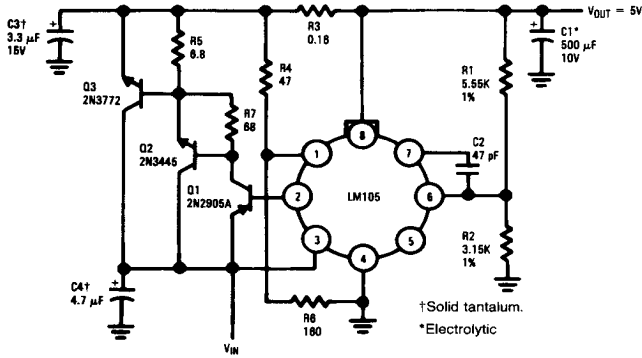 C3†
3.3 μF
15V
Q3
2N3772
R5
6.8
R4
47
R3
0.16
VOUT = 5V
C1*
500 μF
10V
R1
5.55K
1%
R7
68
Q2
2N3445
Q1
2N2905A
1
8
7
2
LM105
6
3
4
5
C2
47 pF
R2
3.15K
1%
C4†
4.7 μF
R6
160
VIN
†Solid tantalum.
*Electrolytic